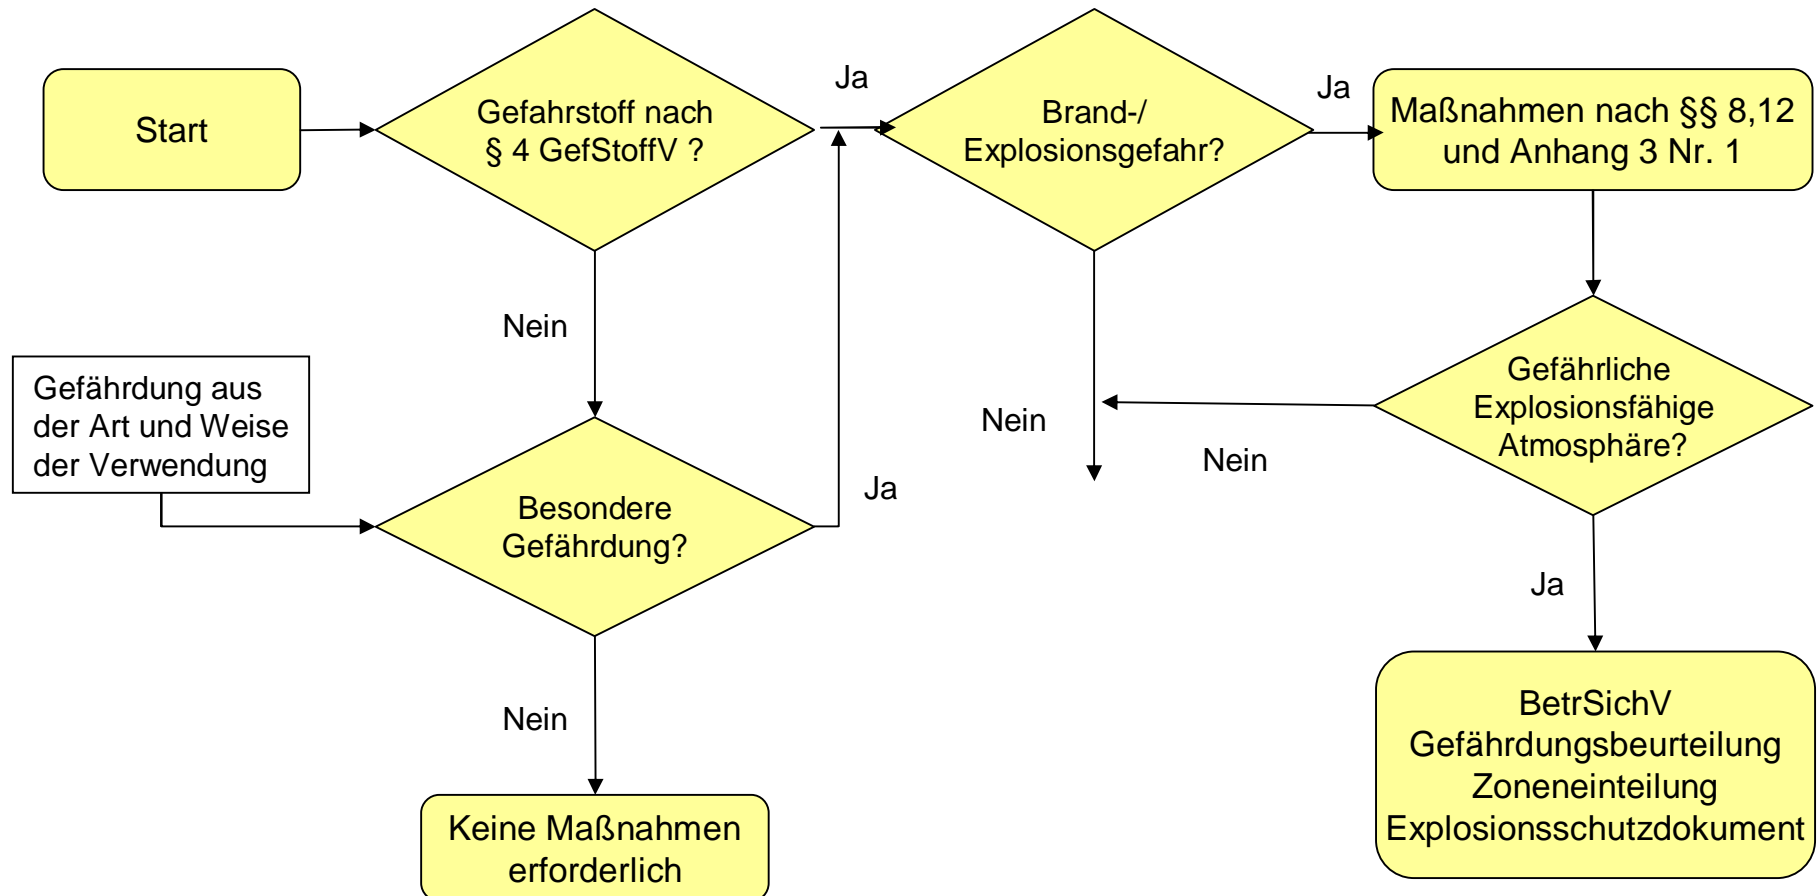 Start
Gefahrstoff nach
§ 4 GefStoffV ?
Ja
Brand-/
Explosionsgefahr?
Ja
Maßnahmen nach §§ 8,12
und Anhang 3 Nr. 1
Nein
Gefährdung aus
der Art und Weise
der Verwendung
Besondere
Gefährdung?
Ja
Nein
Nein
Gefährliche
Explosionsfähige
Atmosphäre?
Nein
Keine Maßnahmen
erforderlich
Ja
BetrSichV
Gefährdungsbeurteilung
Zoneneinteilung
Explosionsschutzdokument